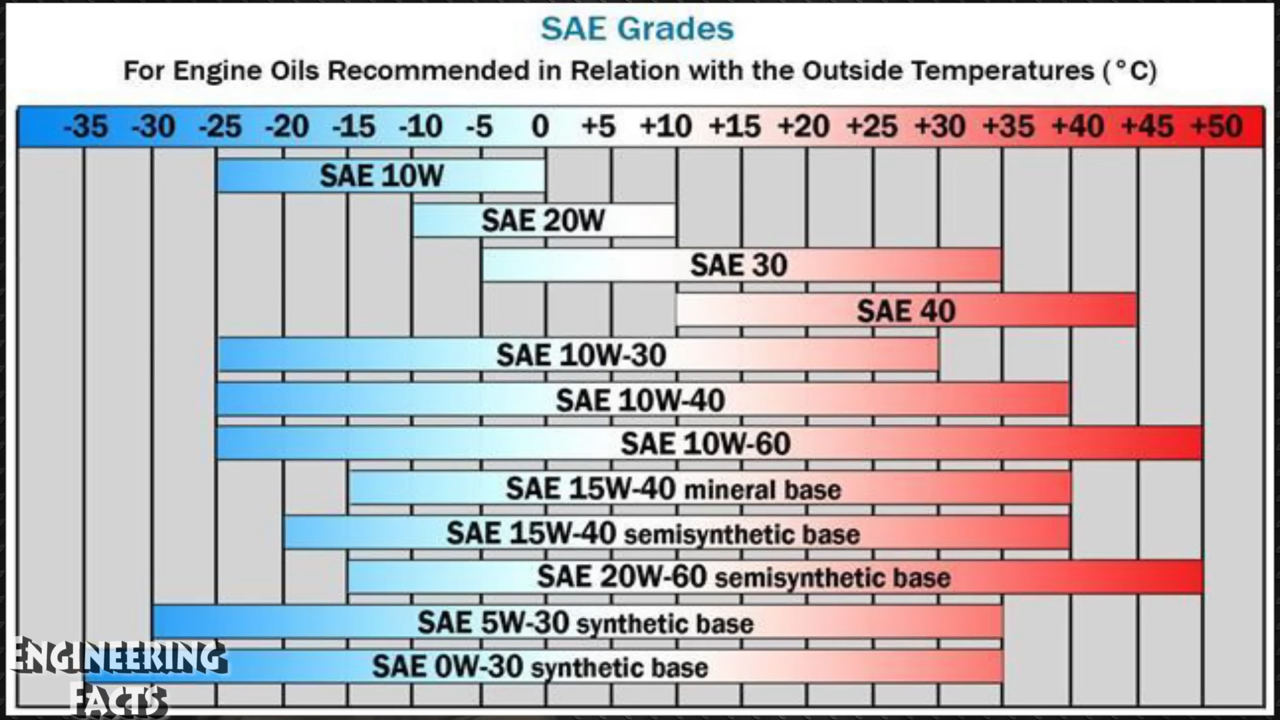 SAE Grades
For Engine Oils Recommended in Relation with the Outside Temperatures (°C)
-35 -30 -25 -20 -15 -10 -5 0 +5 +10 +15 +20 +25 +30 +35 +40 +45 +50
SAE 10W
SAE 20W
SAE 30
SAE 40
SAE 10W-30
SAE 10W-40
SAE 10W-60
SAE 15W-40 mineral base
SAE 15W-40 semisynthetic base
SAE 20W-60 semisynthetic base
SAE 5W-30 synthetic base
SAE 0W-30 synthetic base
ENGINEERING
FACTS